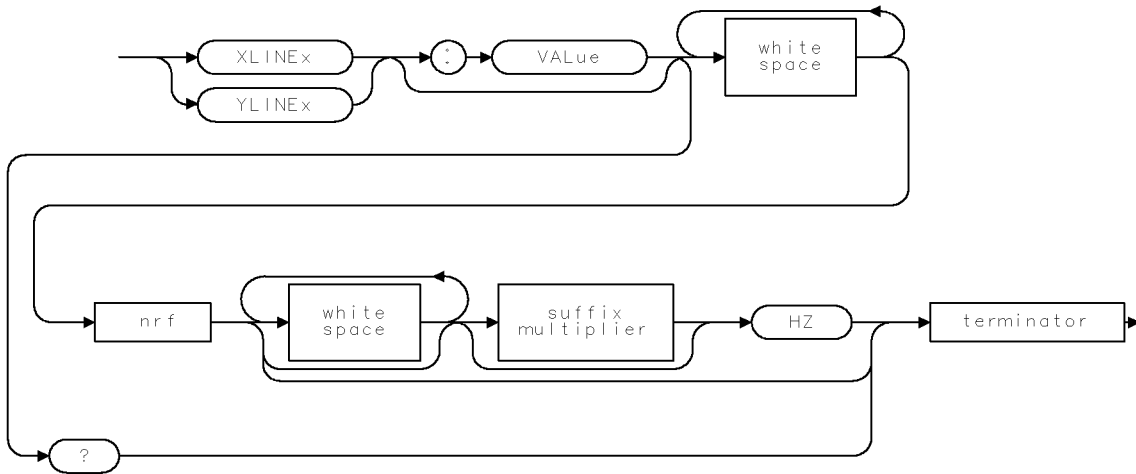 XLINEx
:
VALue
white
space
YLINEx
nrf
white
space
suffix
multiplier
HZ
terminator
?